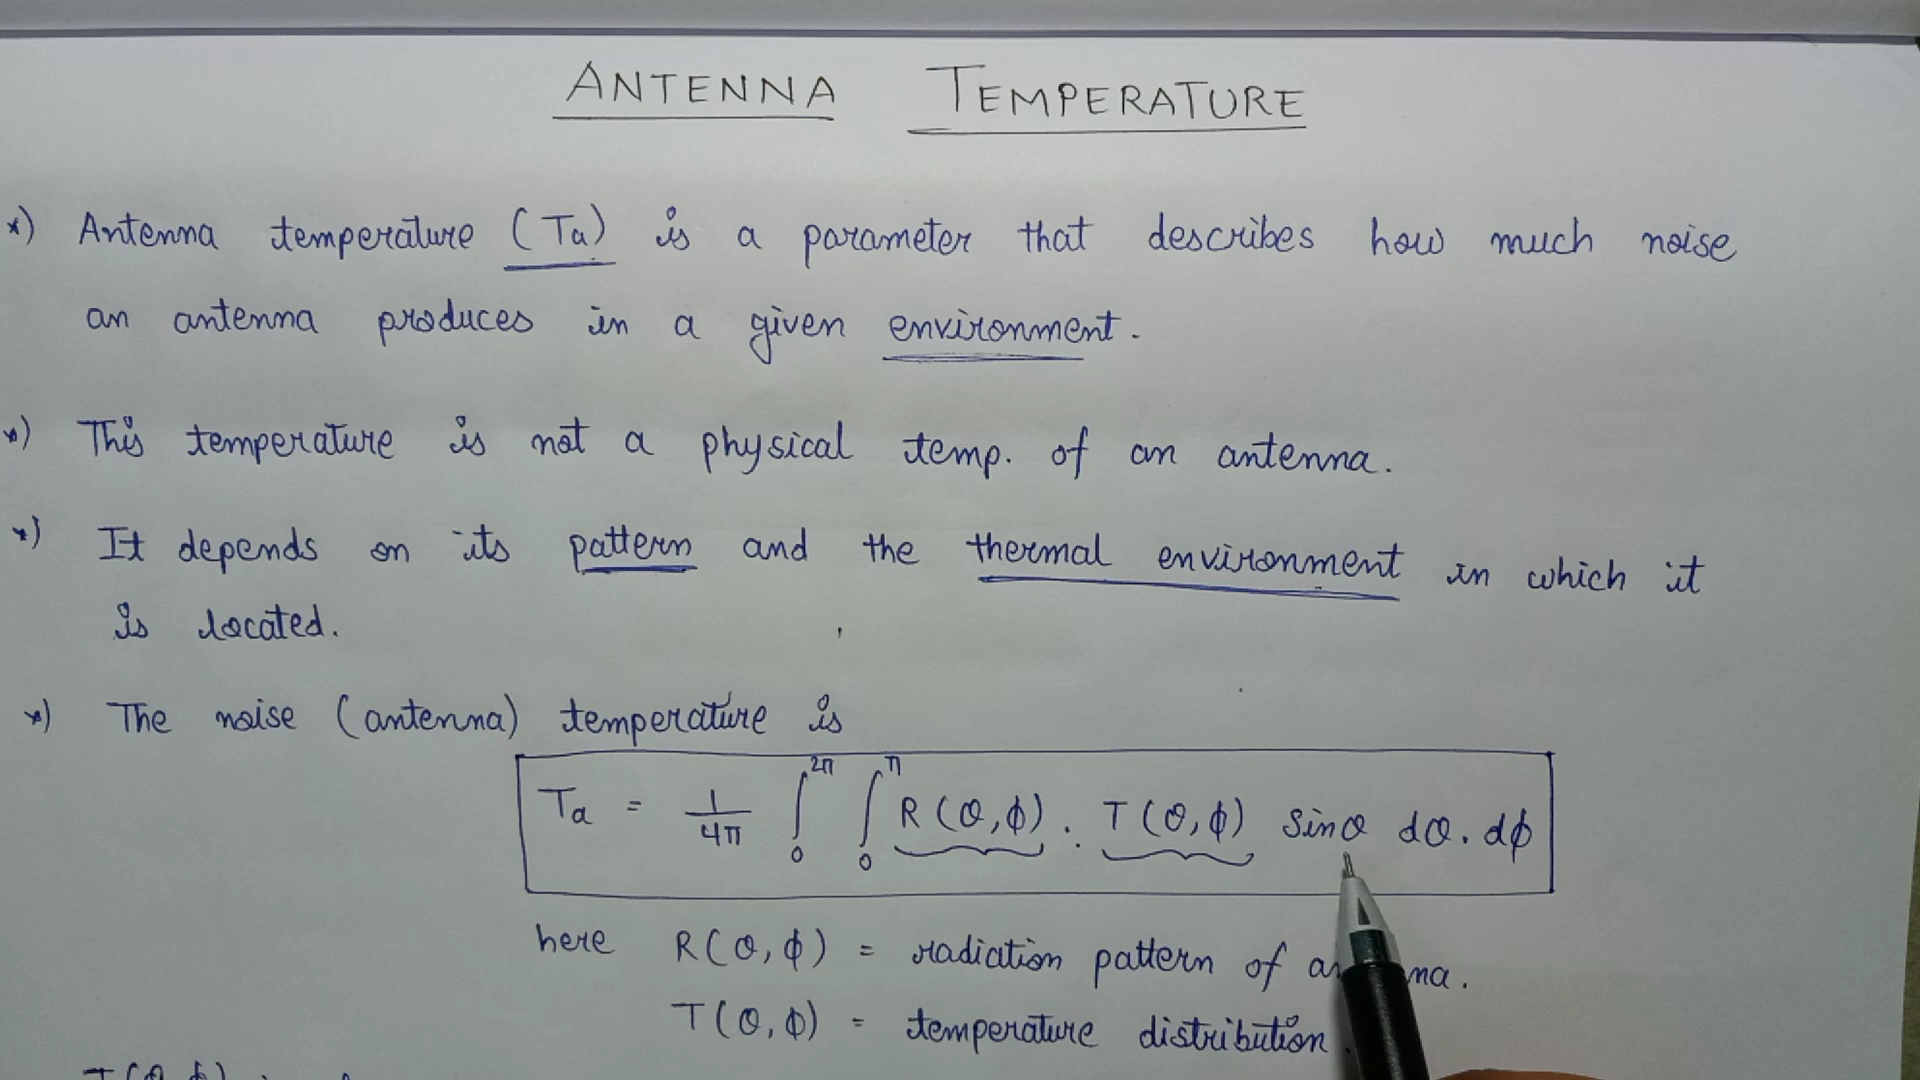 ANTENNA TEMPERATURE
*) Antenna temperature (Ta) is a parameter that describes how much noise
an antenna produces in a given environment.
*) This temperature is not a physical temp. of an antenna.
*) It depends on its pattern and the thermal environment in which it
is located.
*) The noise (antenna) temperature is
Ta = 1/4π ∫₀^2π ∫₀^π R(θ,ϕ) . T(θ,ϕ) sinθ dθ. dϕ
here R(θ,ϕ) = radiation pattern of
T(θ,ϕ) = temperature distribution.